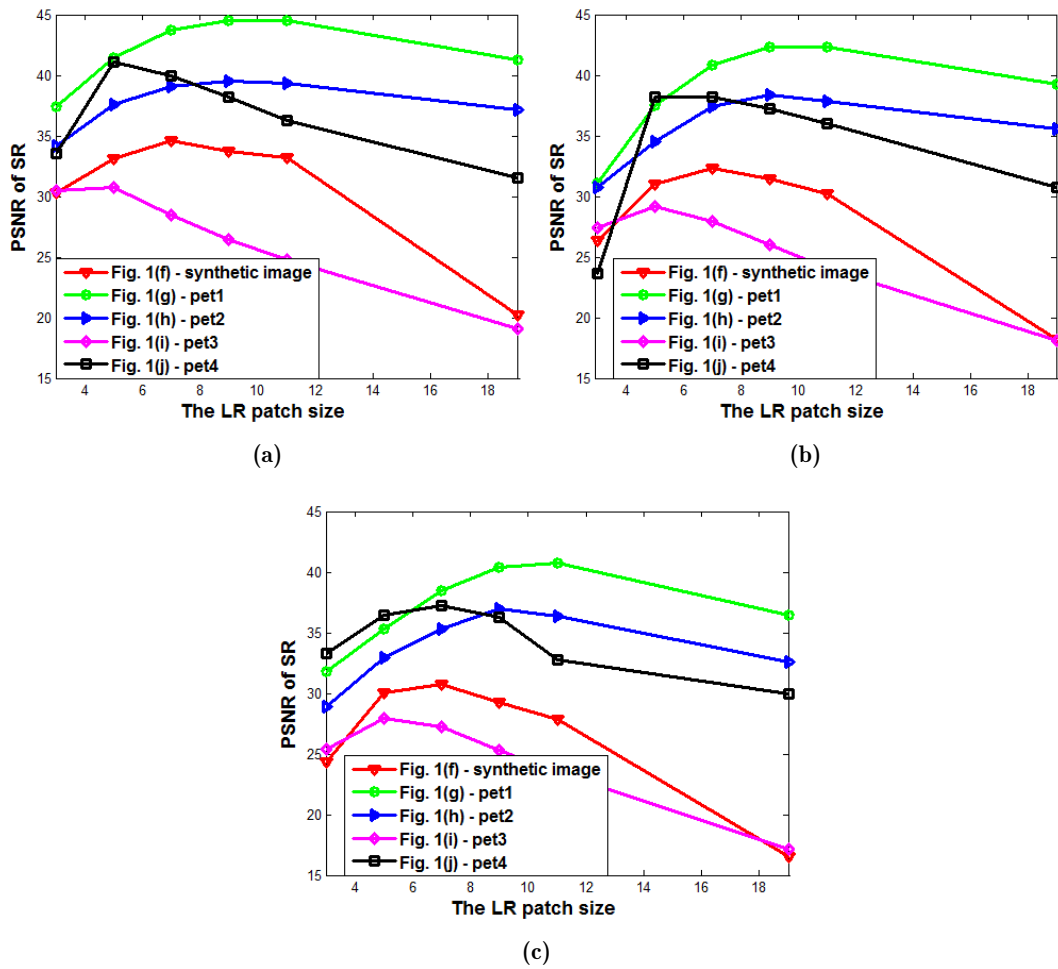 45
40
35
30
25
20
15
PSNR of SR
Fig. 1(f) - synthetic image
Fig. 1(g) - pet1
Fig. 1(h) - pet2
Fig. 1(i) - pet3
Fig. 1(j) - pet4
4 6 8 10 12 14 16 18
The LR patch size
(a)
45
40
35
30
25
20
15
PSNR of SR
Fig. 1(f) - synthetic image
Fig. 1(g) - pet1
Fig. 1(h) - pet2
Fig. 1(i) - pet3
Fig. 1(j) - pet4
4 6 8 10 12 14 16 18
The LR patch size
(b)
45
40
35
30
25
20
15
PSNR of SR
Fig. 1(f) - synthetic image
Fig. 1(g) - pet1
Fig. 1(h) - pet2
Fig. 1(i) - pet3
Fig. 1(j) - pet4
4 6 8 10 12 14 16 18
The LR patch size
(c)